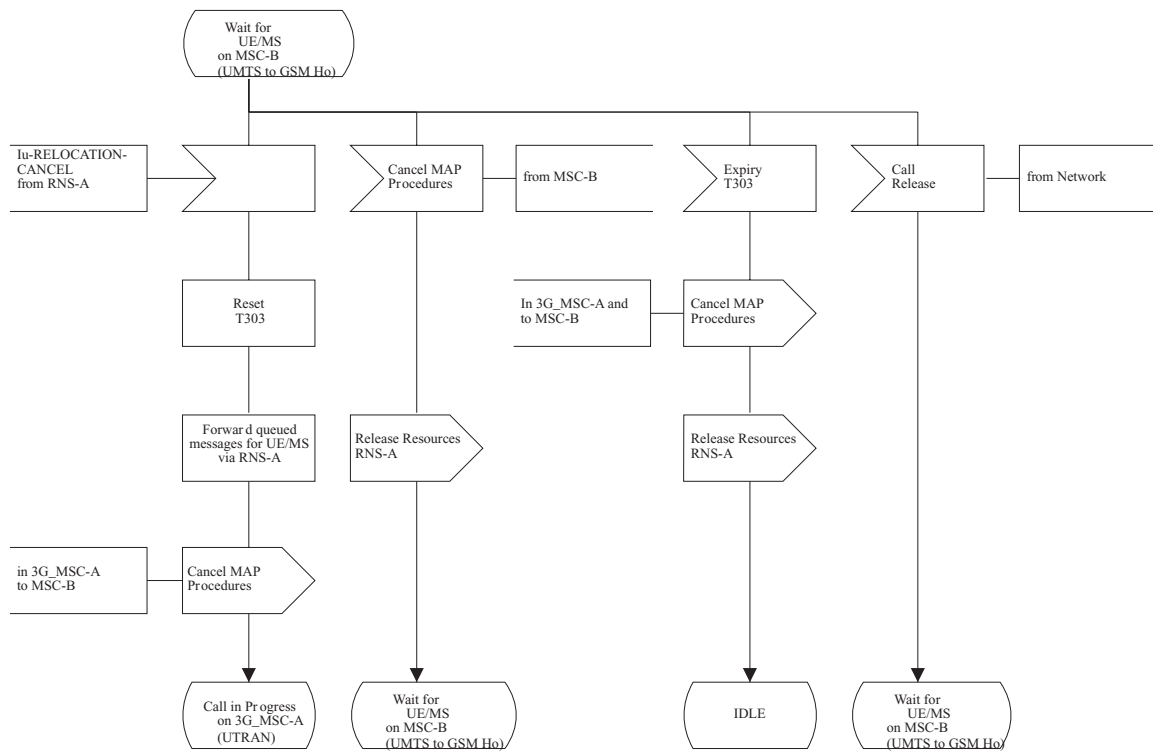 Wait for
UE/MS
on MSC-B
(UMTS to GSM Ho)
Iu-RELOCATION-
CANCEL
from RNS-A
Cancel MAP
Procedures
from MSC-B
Expiry
T303
Call
Release
from Network
Reset
T303
In 3G_MSC-A and
to MSC-B
Cancel MAP
Procedures
Forward queued
messages for UE/MS
via RNS-A
Release Resources
RNS-A
Release Resources
RNS-A
in 3G_MSC-A
to MSC-B
Cancel MAP
Procedures
Call in Progress
on 3G_MSC-A
(UTRAN)
Wait for
UE/MS
on MSC-B
(UMTS to GSM Ho)
IDLE
Wait for
UE/MS
on MSC-B
(UMTS to GSM Ho)